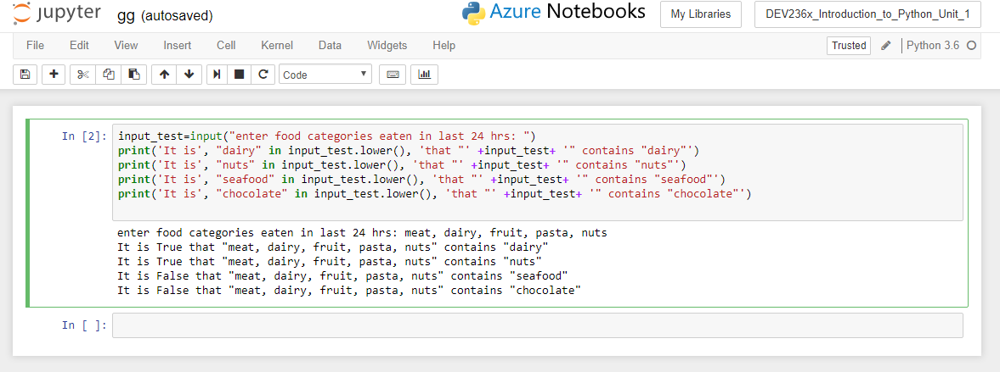 jupyter gg (autosaved) Azure Notebooks My Libraries DEV236x_Introduction_to_Python_Unit_1
File Edit View Insert Cell Kernel Data Widgets Help Trusted Python 3.6
Code
In [2]: input_test=input("enter food categories eaten in last 24 hrs: ")
print('It is', "dairy" in input_test.lower(), 'that "' +input_test+ '" contains "dairy"')
print('It is', "nuts" in input_test.lower(), 'that "' +input_test+ '" contains "nuts"')
print('It is', "seafood" in input_test.lower(), 'that "' +input_test+ '" contains "seafood"')
print('It is', "chocolate" in input_test.lower(), 'that "' +input_test+ '" contains "chocolate"')
enter food categories eaten in last 24 hrs: meat, dairy, fruit, pasta, nuts
It is True that "meat, dairy, fruit, pasta, nuts" contains "dairy"
It is True that "meat, dairy, fruit, pasta, nuts" contains "nuts"
It is False that "meat, dairy, fruit, pasta, nuts" contains "seafood"
It is False that "meat, dairy, fruit, pasta, nuts" contains "chocolate"
In [ ]: